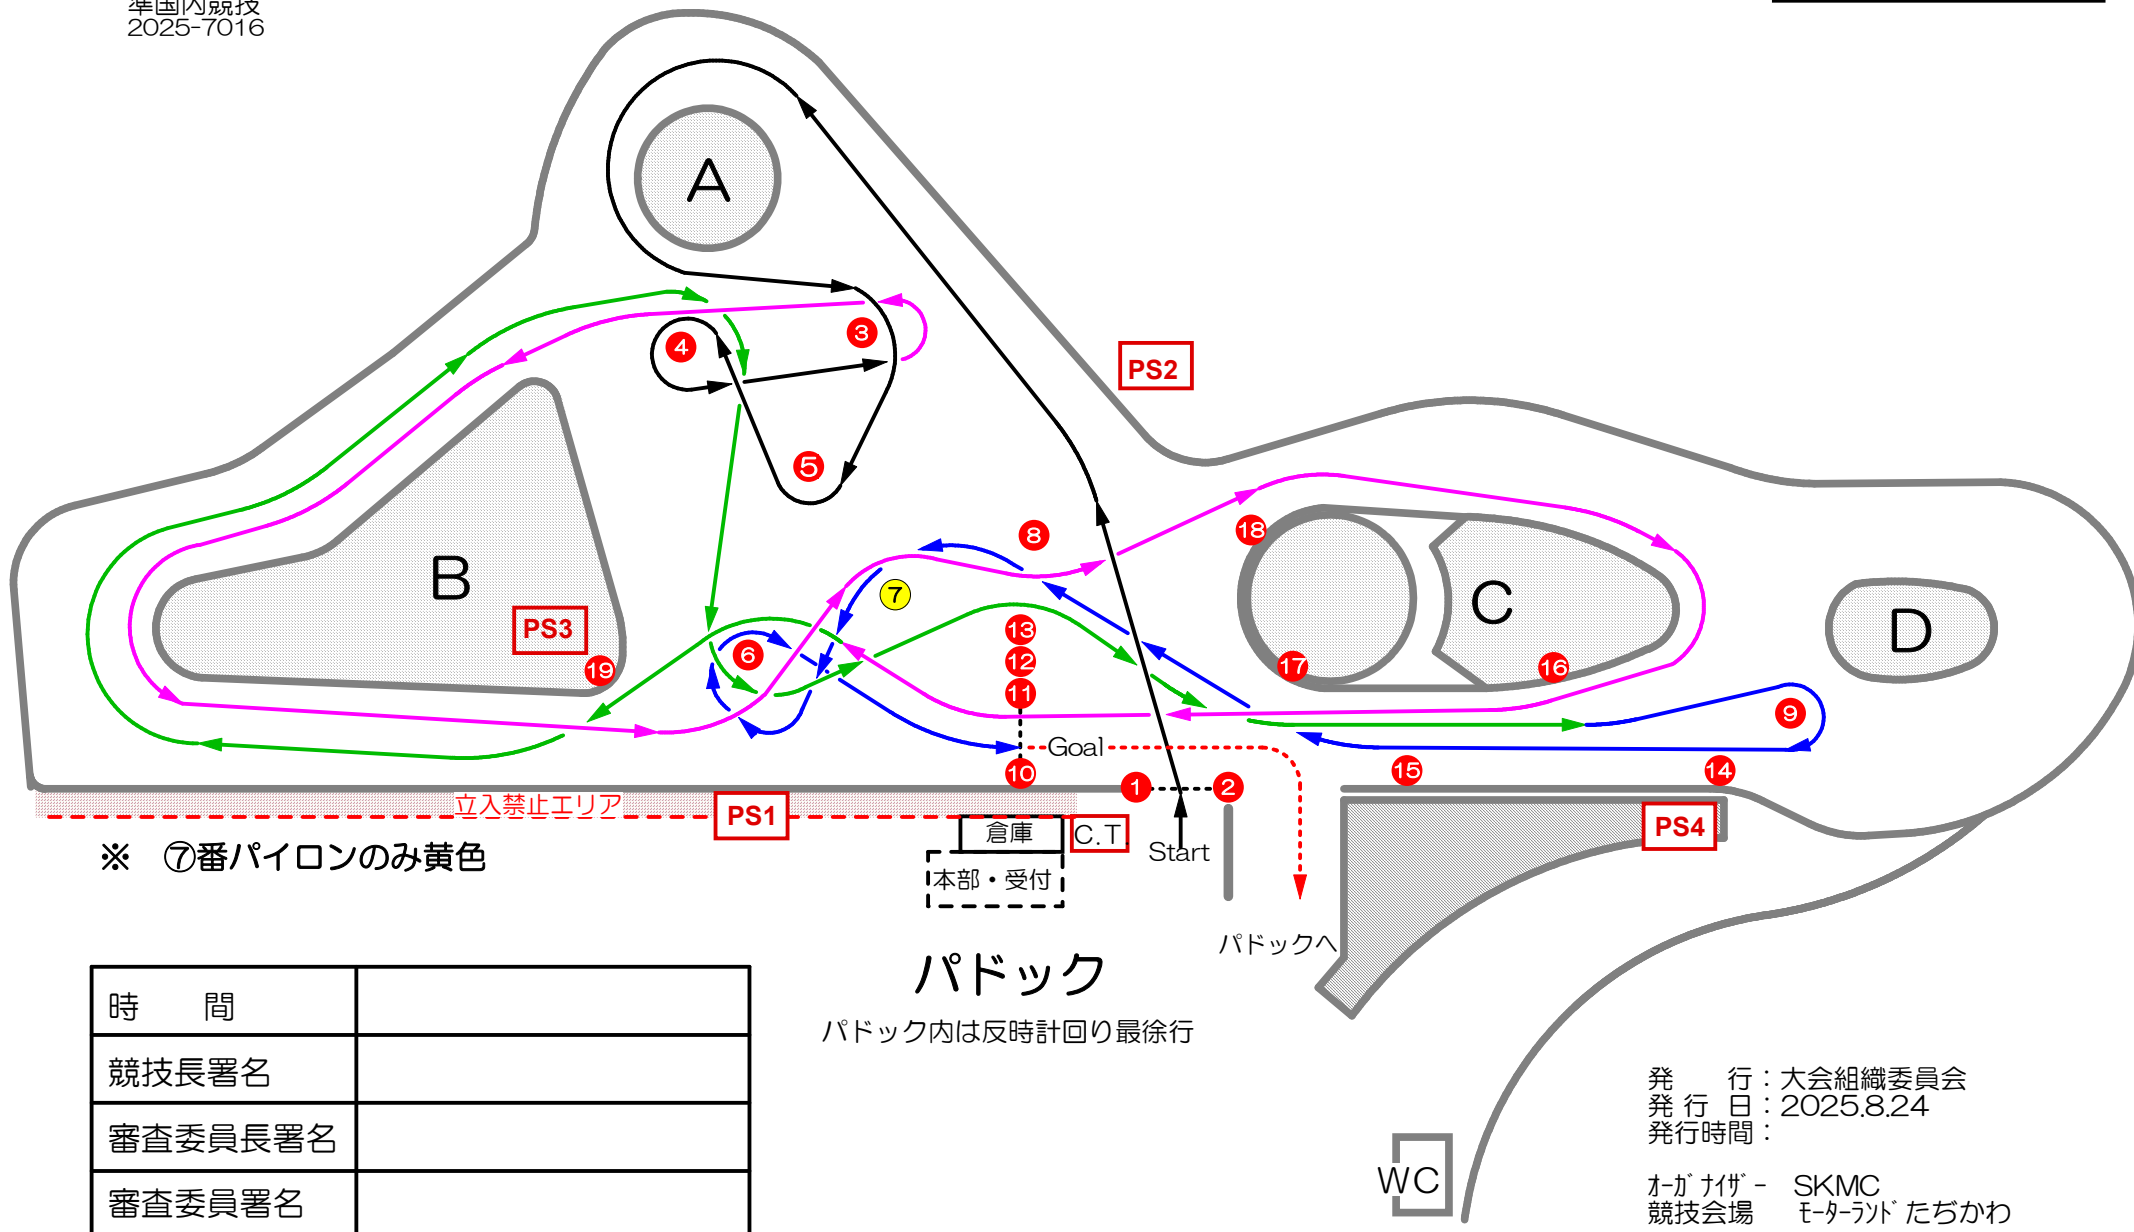 準国内競技
2025-7016
A
4
3
PS2
5
8
18
7
B
C
D
PS3
13
17
12
16
6
19
11
9
Goal
10
15
14
1
2
立入禁止エリア
PS1
倉庫
C.T.
Start
PS4
※ ⑦番パイロンのみ黄色
本部・受付
パドックへ
パドック
パドック内は反時計回り最徐行
時 間
競技長署名
審査委員長署名
審査委員署名
発 行：大会組織委員会
発 行 日：2025.8.24
発行時間：
WC
ｵｰｶﾞﾅｲｻﾞｰ SKMC
競技会場 ﾓｰﾀｰﾗﾝﾄﾞたぢかわ